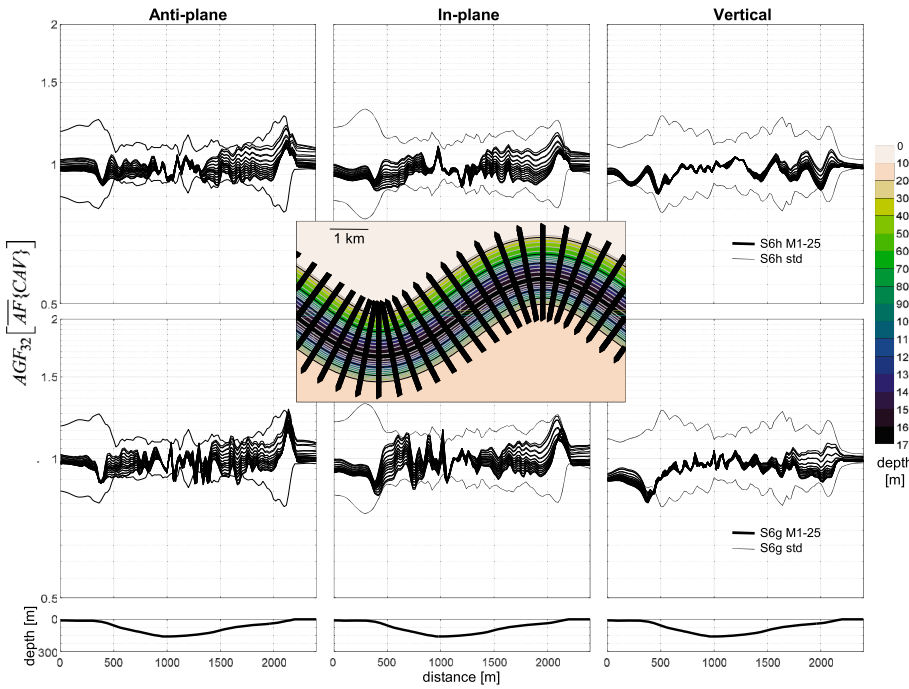 Anti-plane
In-plane
Vertical
2
1.5
1
0.5
S6h M1-25
S6h std
1 km
AGF32[AF{CAV}]
0
10
20
30
40
50
60
70
80
90
10
11
12
13
14
15
16
17
depth
[m]
1.5
1
0.5
S6g M1-25
S6g std
depth [m]
0
300
0 500 1000 1500 2000
0 500 1000 1500 2000
0 500 1000 1500 2000
distance [m]